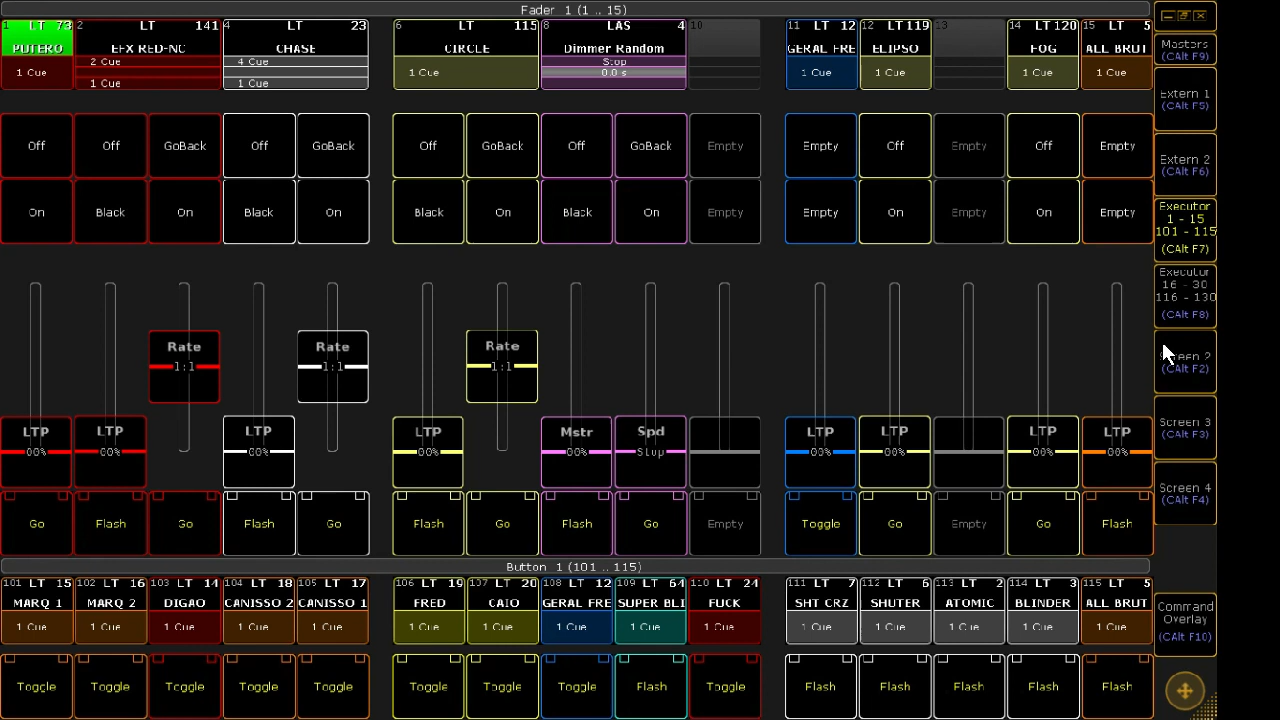 Fader 1 (1 .. 15)
1 LT 73
PUTERO
1 Cue
2 LT 141
EFX RED-NC
2 Cue
1 Cue
4 LT 23
CHASE
4 Cue
1 Cue
6 LT 115
CIRCLE
1 Cue
8 LAS 4
Dimmer Random
Stop
0.0 s
10
11 LT 12
GERAL FRE
1 Cue
12 LT 119
ELIPSO
1 Cue
13
14 LT 120
FOG
1 Cue
15 LT 5
ALL BRUT
1 Cue
Off Off GoBack Off GoBack Off GoBack Off GoBack Empty Empty Off Empty Off Empty
On Black On Black On Black On Black On Empty Empty On Empty On Empty
Rate Rate Rate
1:1 1:1 1:1
LTP LTP LTP LTP Mstr Spd LTP LTP LTP LTP
00% 00% 00% 00% 00% Stop 00% 00% 00% 00%
Go Flash Go Flash Go Flash Go Flash Go Empty Toggle Go Empty Go Flash
Button 1 (101 .. 115)
101 LT 15 102 LT 16 103 LT 14 104 LT 18 105 LT 17 106 LT 19 107 LT 20 108 LT 12 109 LT 64 110 LT 24 111 LT 7 112 LT 6 113 LT 2 114 LT 3 115 LT 5
MARQ 1 MARQ 2 DIGAO CANISSO 2 CANISSO 1 FRED CAIO GERAL FRE SUPER BLI FUCK SHT CRZ SHUTER ATOMIC BLINDER ALL BRUT
1 Cue 1 Cue 1 Cue 1 Cue 1 Cue 1 Cue 1 Cue 1 Cue 1 Cue 1 Cue 1 Cue 1 Cue 1 Cue 1 Cue 1 Cue
Toggle Toggle Toggle Toggle Toggle Toggle Toggle Toggle Flash Toggle Flash Flash Flash Flash Flash
Masters
(CAlt F9)
Extern 1
(CAlt F5)
Extern 2
(CAlt F6)
Executor
1 - 15
101 - 115
(CAlt F7)
Executor
16 - 30
116 - 130
(CAlt F8)
Screen 2
(CAlt F2)
Screen 3
(CAlt F3)
Screen 4
(CAlt F4)
Command
Overlay
(CAlt F10)